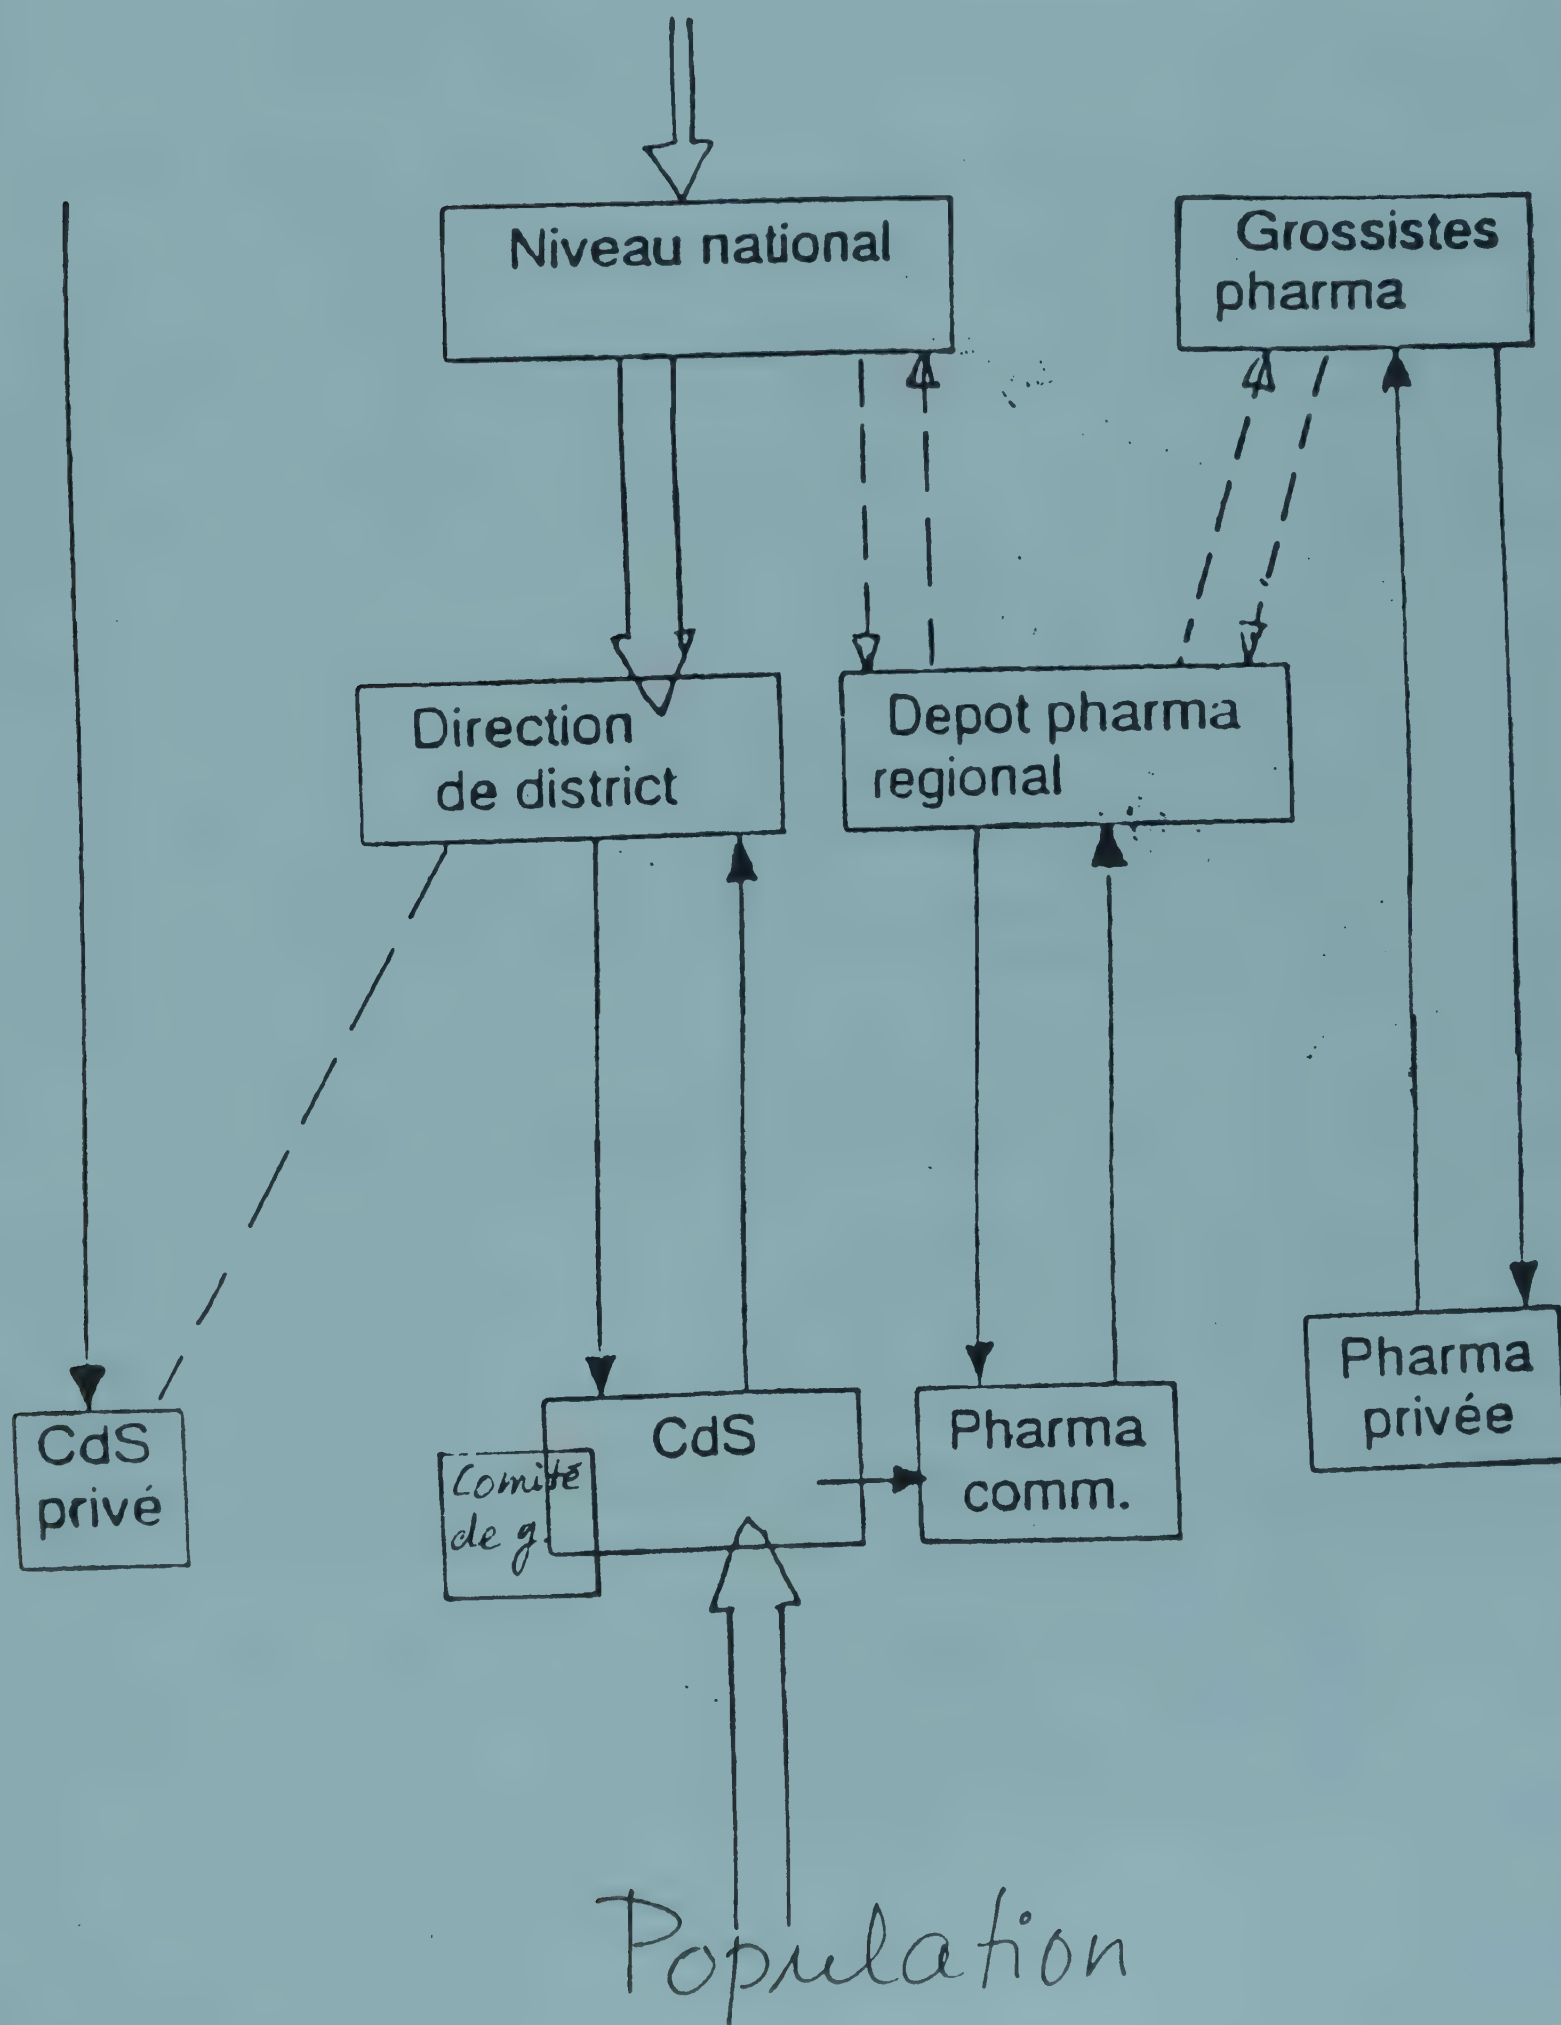 Niveau national
Grossistes
pharma
Direction
de district
Depot pharma
regional
CdS
privé
CdS
Comité
de g.
Pharma
comm.
Pharma
privée
Population